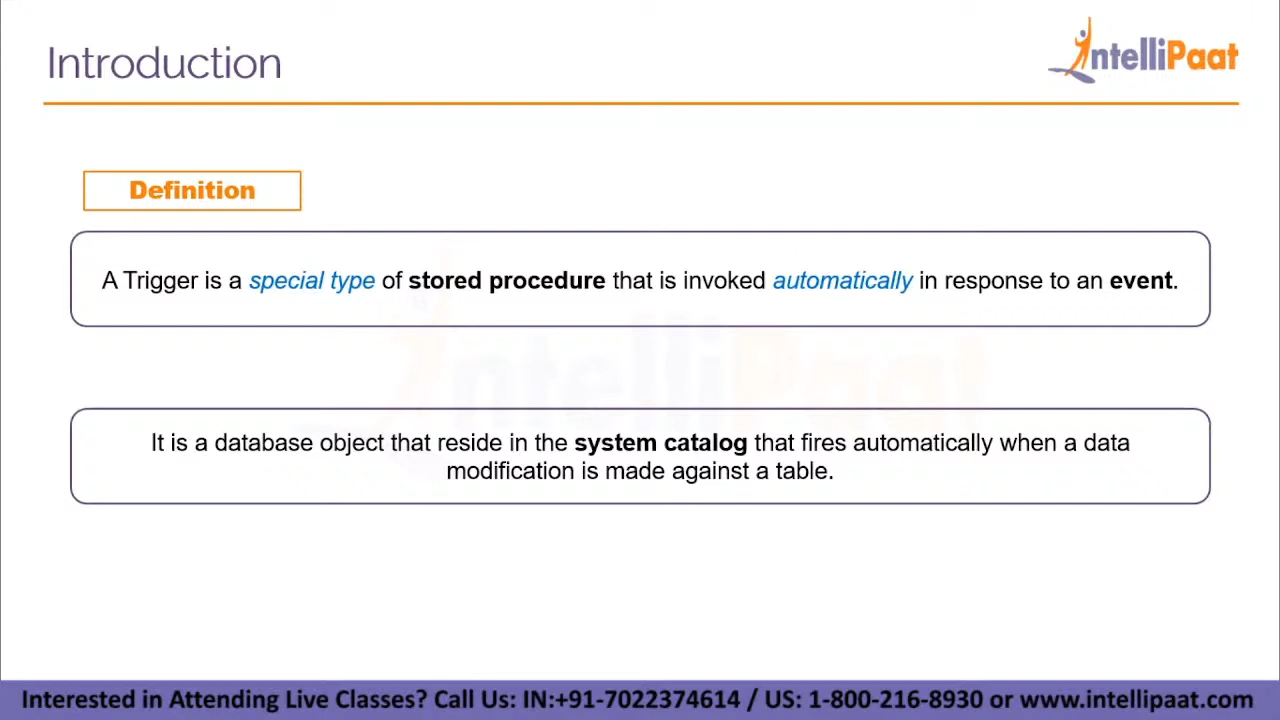 Introduction
IntelliPaat
Definition
A Trigger is a special type of stored procedure that is invoked automatically in response to an event.
IntelliPaat
It is a database object that reside in the system catalog that fires automatically when a data
modification is made against a table.
Interested in Attending Live Classes? Call Us: IN:+91-7022374614 / US: 1-800-216-8930 or www.intellipaat.com